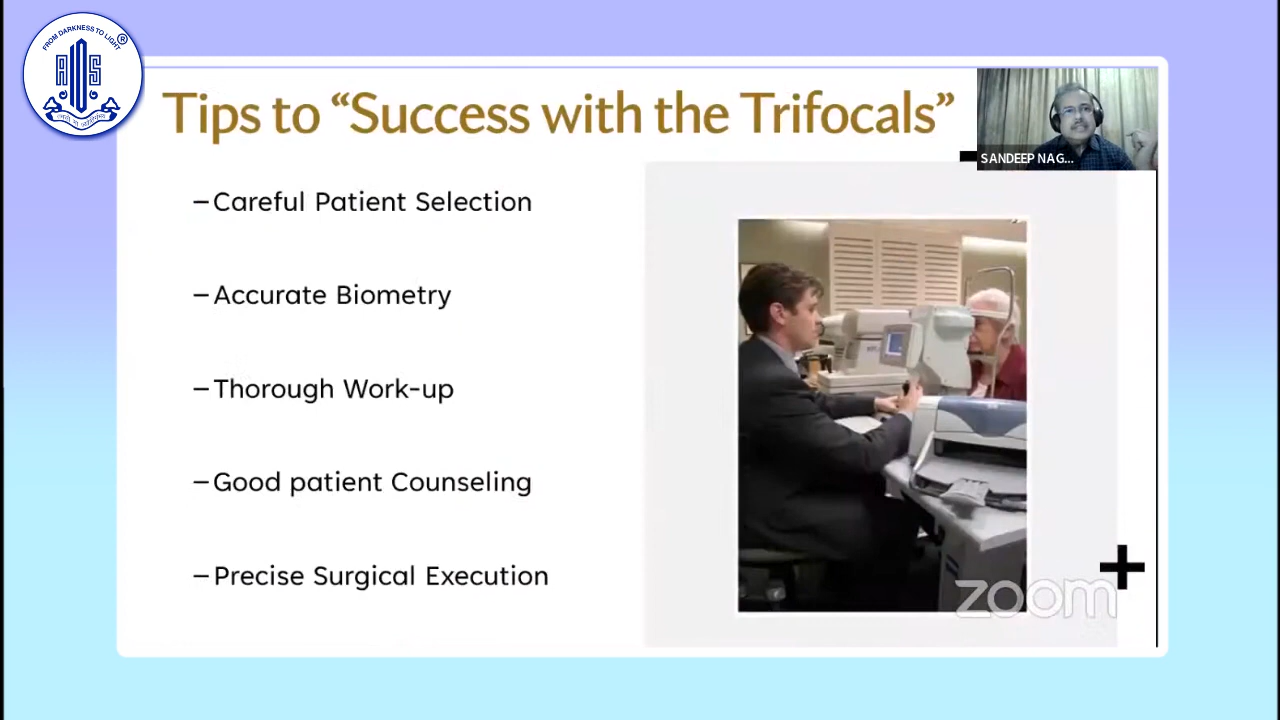 FROM DARKNESS TO LIGHT
®
AIOS
Tips to “Success with the Trifocals”
SANDEEP NAG...
– Careful Patient Selection
– Accurate Biometry
– Thorough Work-up
– Good patient Counseling
– Precise Surgical Execution
zoom